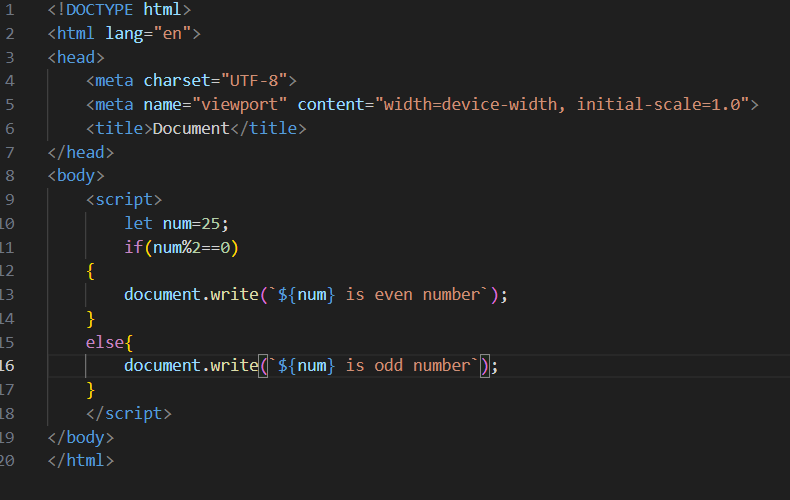 1 <!DOCTYPE html>
2 <html lang="en">
3 <head>
4     <meta charset="UTF-8">
5     <meta name="viewport" content="width=device-width, initial-scale=1.0">
6     <title>Document</title>
7 </head>
8 <body>
9     <script>
10         let num=25;
11         if(num%2==0)
12     {
13         document.write(`${num} is even number`);
14     }
15     else{
16         document.write(`${num} is odd number`);
17     }
18     </script>
19 </body>
20 </html>